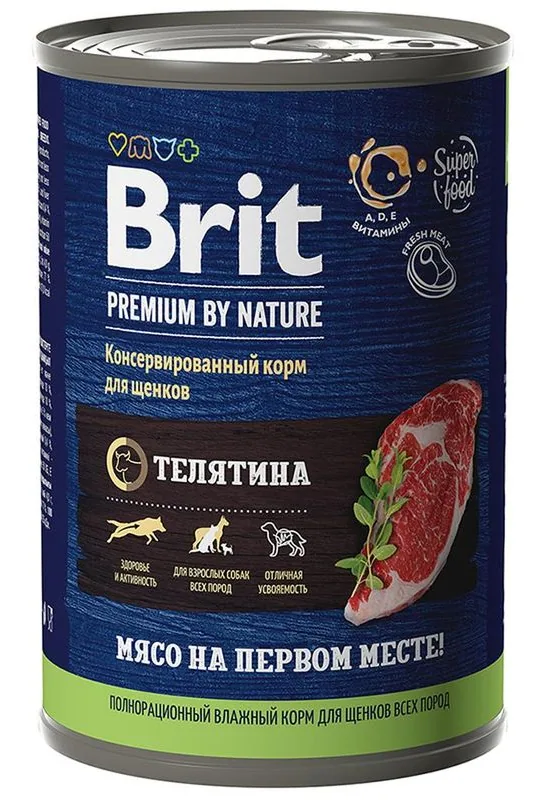 Brit
PREMIUM BY NATURE
Super
food
A, D, E
ВИТАМИНЫ
FRESH MEAT
Консервированный корм
для щенков
ТЕЛЯТИНА
ЗДОРОВЬЕ
И АКТИВНОСТЬ
ДЛЯ ВЗРОСЛЫХ СОБАК
ВСЕХ ПОРОД
ОТЛИЧНАЯ
УСВОЯЕМОСТЬ
МЯСО НА ПЕРВОМ МЕСТЕ!
ПОЛНОРАЦИОННЫЙ ВЛАЖНЫЙ КОРМ ДЛЯ ЩЕНКОВ ВСЕХ ПОРОД